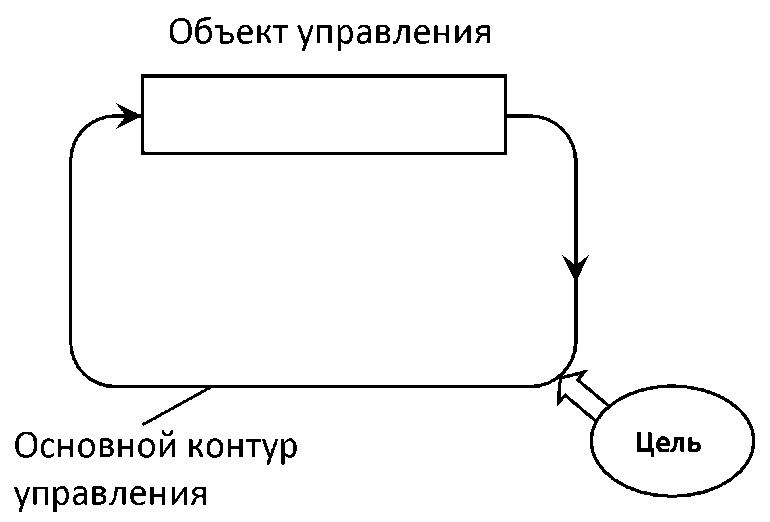 Объект управления
Цель
Основной контур
управления